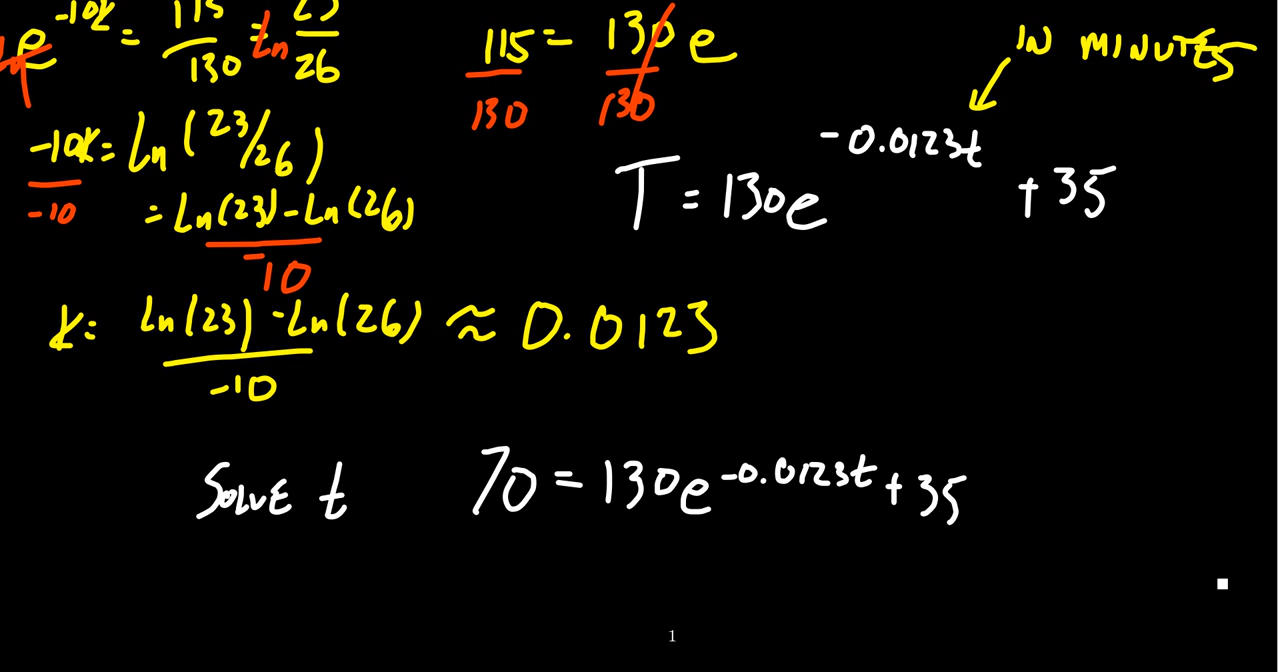 e^-10k = 115/130 = 23/26
ln
115 = 130 e
130 130
IN MINUTES
-10k = Ln (23/26)
-10
= Ln(23) - Ln(26)
-10
T = 130e^-0.0123t + 35
k = Ln(23) - Ln(26) / -10 ≈ 0.0123
SOLVE t 70 = 130e^-0.0123t + 35
1